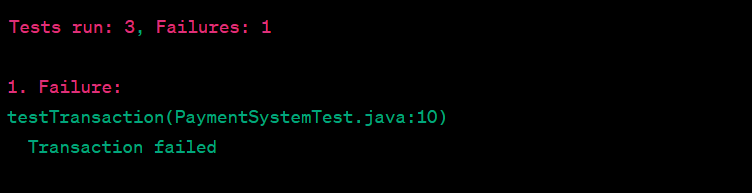 Tests run: 3, Failures: 1
1. Failure:
testTransaction(PaymentSystemTest.java:10)
Transaction failed